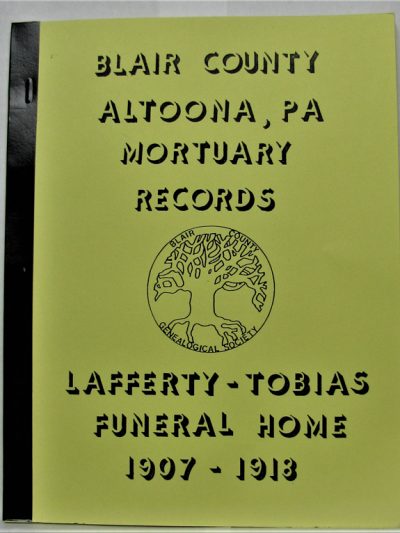 BLAIR COUNTY
ALTOONA, PA
MORTUARY
RECORDS
BLAIR COUNTY
GENEALOGICAL SOCIETY
LAFFERTY-TOBIAS
FUNERAL HOME
1907 - 1918